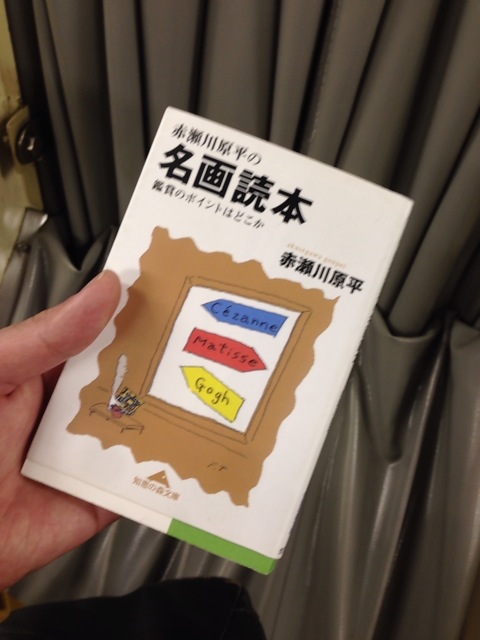 赤瀬川原平の
名画読本
鑑賞のポイントはどこか
赤瀬川原平
Cézanne
Matisse
Gogh
知恵の森文庫